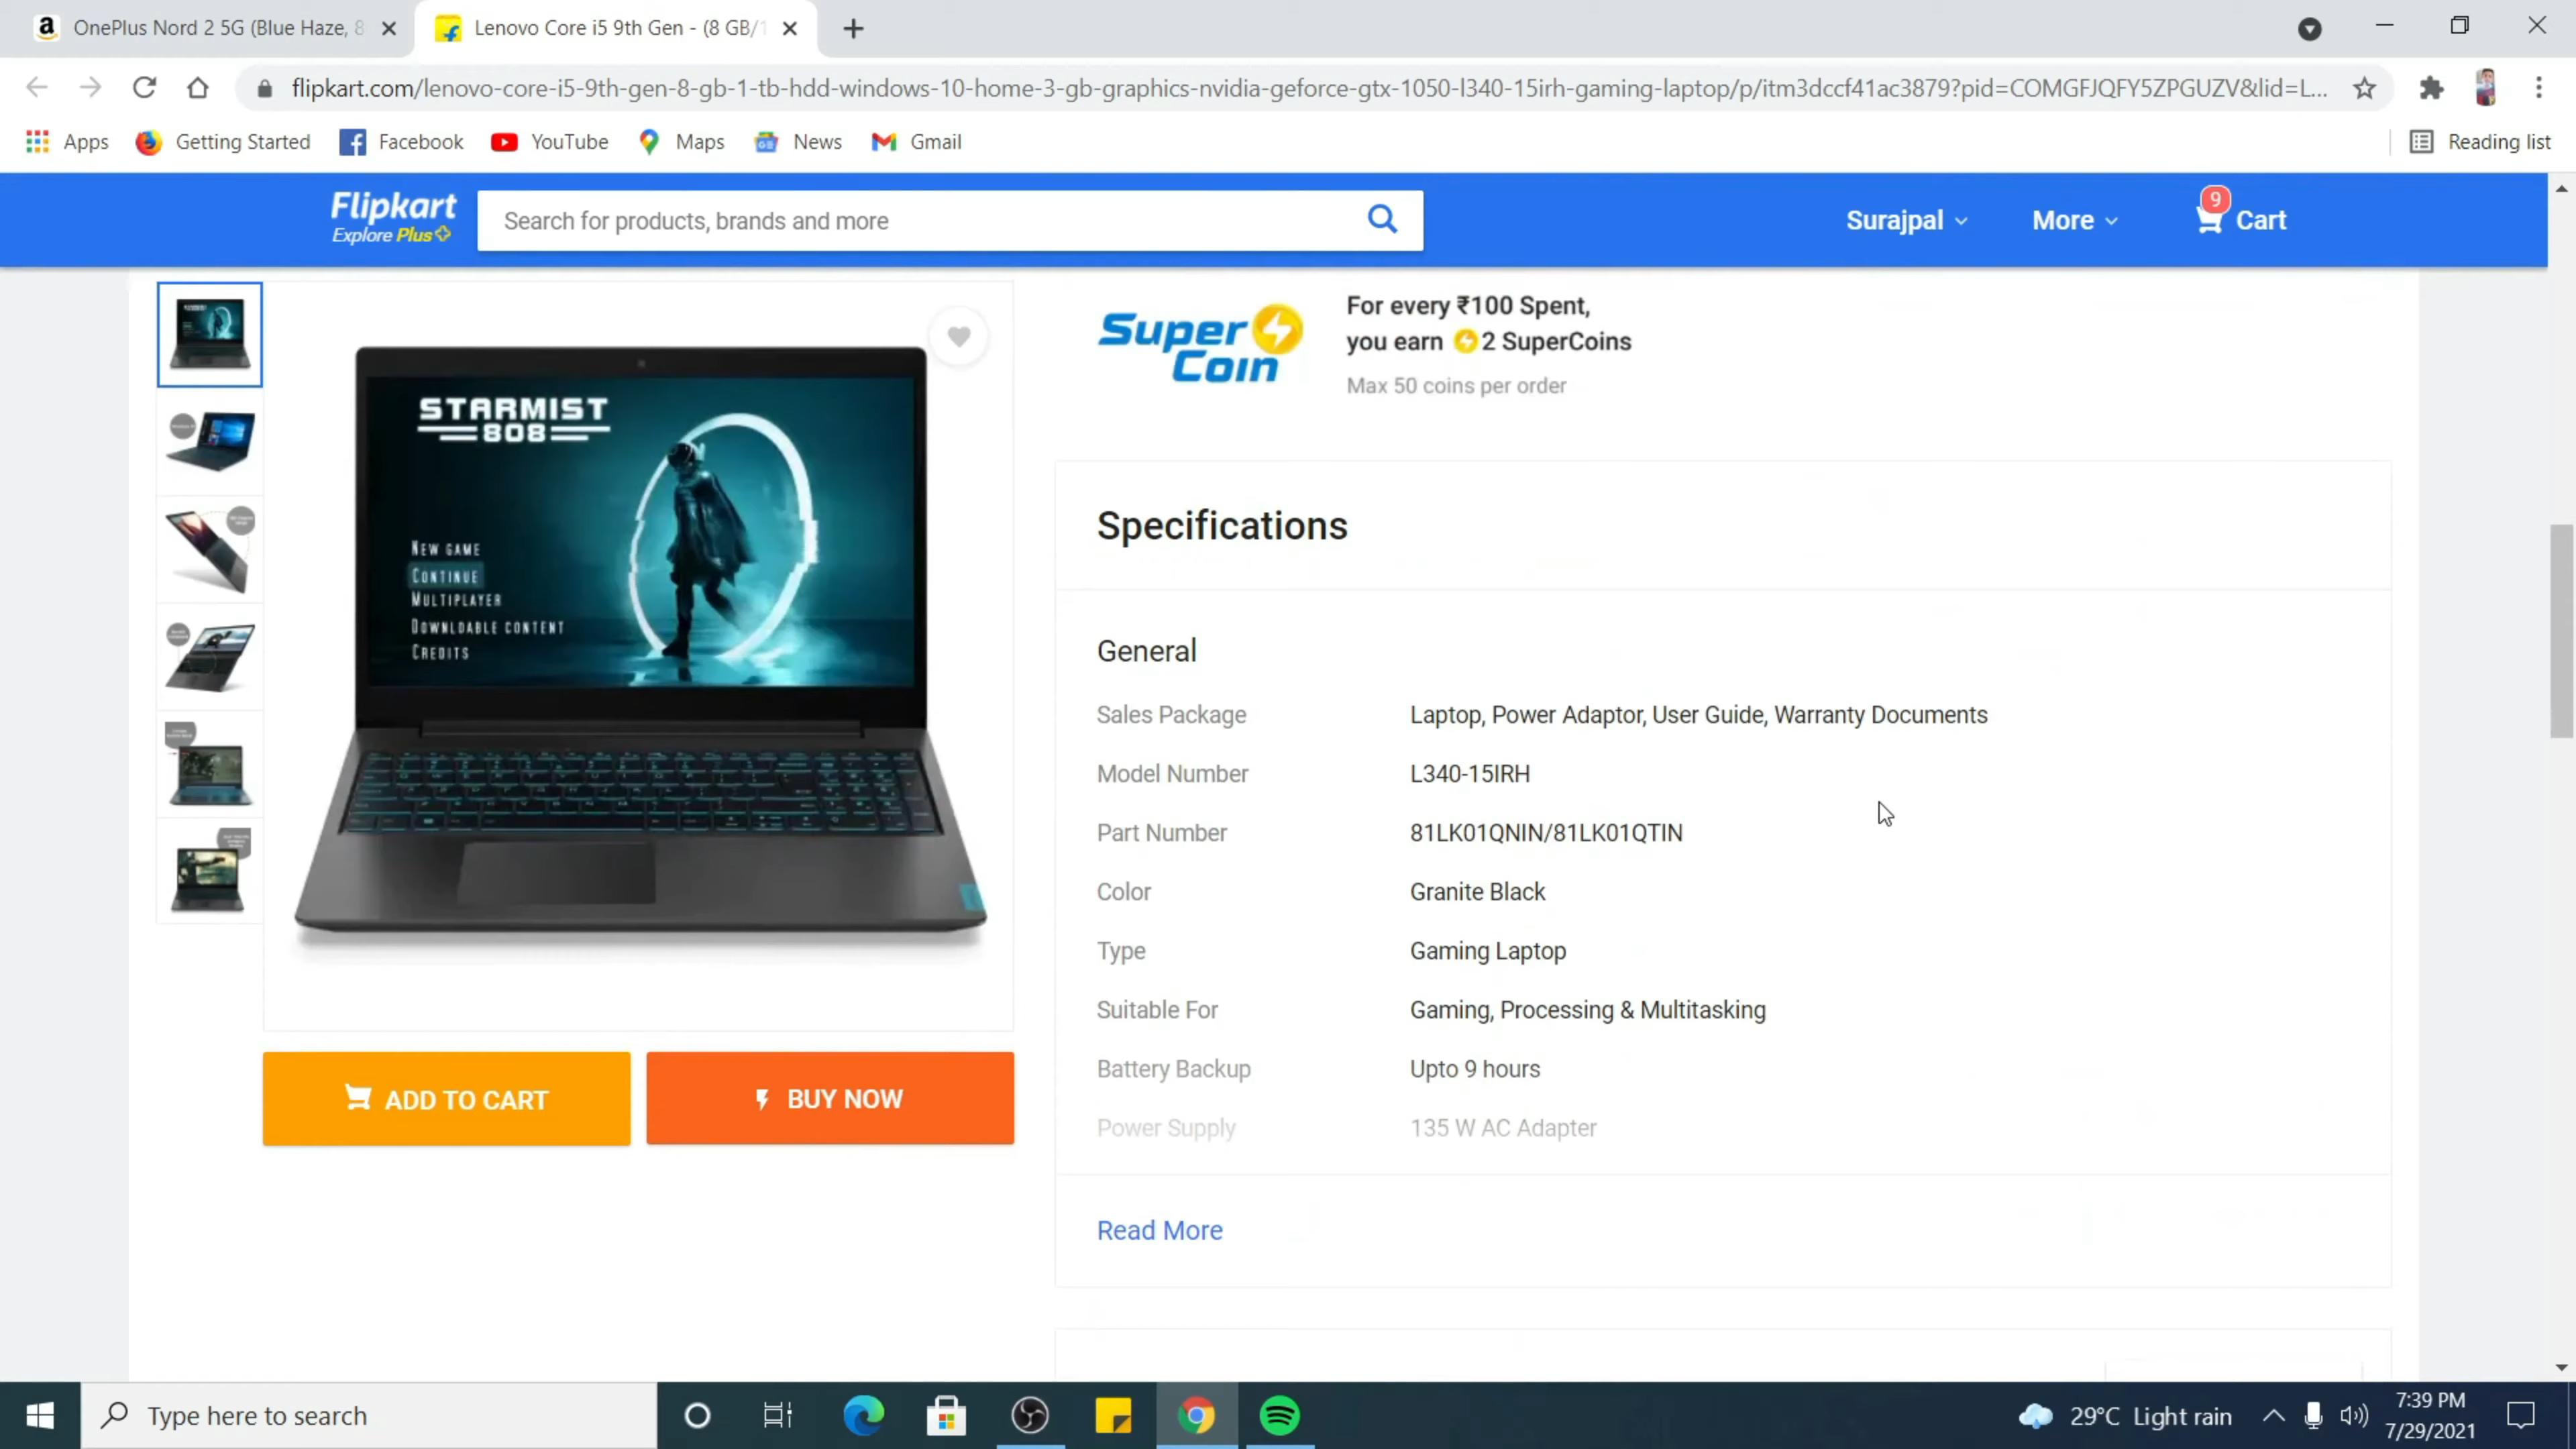 OnePlus Nord 2 5G (Blue Haze, 8
Lenovo Core i5 9th Gen - (8 GB/1
flipkart.com/lenovo-core-i5-9th-gen-8-gb-1-tb-hdd-windows-10-home-3-gb-graphics-nvidia-geforce-gtx-1050-l340-15irh-gaming-laptop/p/itm3dccf41ac3879?pid=COMGFJQFY5ZPGUZV&lid=L...
Apps
Getting Started
Facebook
YouTube
Maps
News
Gmail
Reading list
Flipkart
Explore Plus
Search for products, brands and more
Surajpal
More
9
Cart
STARMIST
808
NEW GAME
CONTINUE
MULTIPLAYER
DOWNLOADABLE CONTENT
CREDITS
ADD TO CART
BUY NOW
Super
Coin
For every ₹100 Spent,
you earn 2 SuperCoins
Max 50 coins per order
Specifications
General
Sales Package Laptop, Power Adaptor, User Guide, Warranty Documents
Model Number L340-15IRH
Part Number 81LK01QNIN/81LK01QTIN
Color Granite Black
Type Gaming Laptop
Suitable For Gaming, Processing & Multitasking
Battery Backup Upto 9 hours
Power Supply 135 W AC Adapter
Read More
Type here to search
29°C Light rain
7:39 PM
7/29/2021